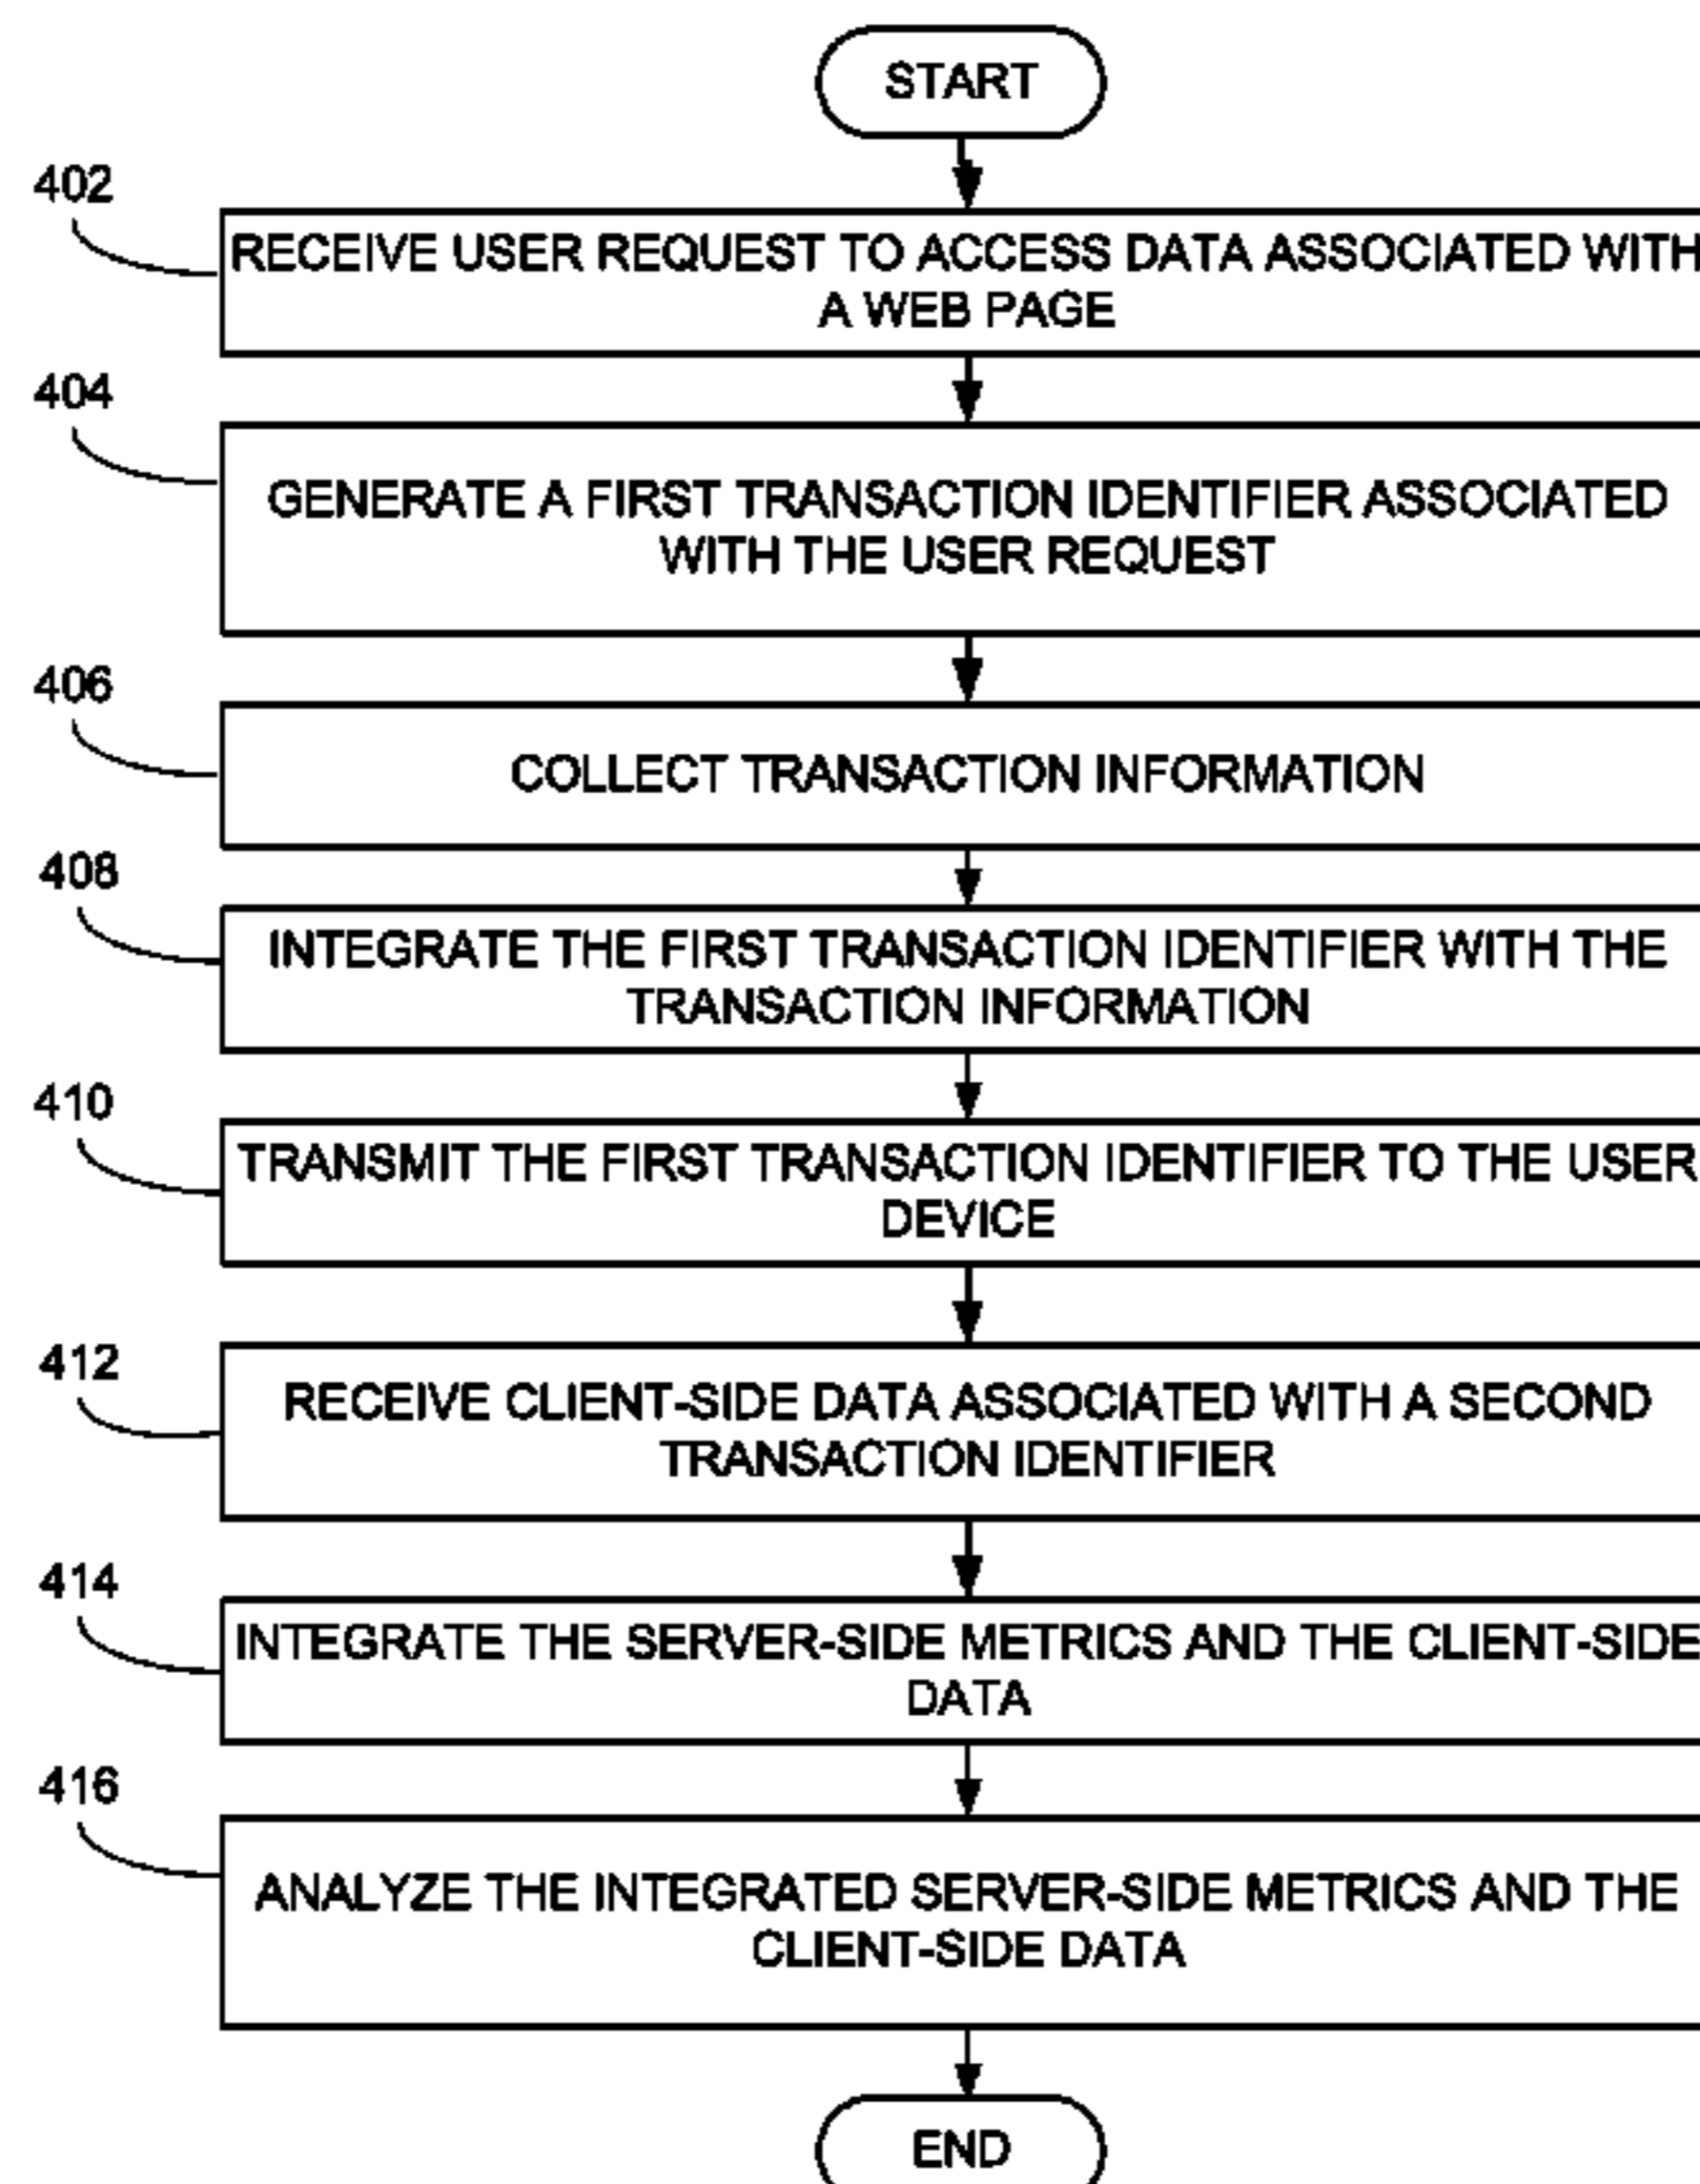 START
402
RECEIVE USER REQUEST TO ACCESS DATA ASSOCIATED WITH
A WEB PAGE
404
GENERATE A FIRST TRANSACTION IDENTIFIER ASSOCIATED
WITH THE USER REQUEST
406
COLLECT TRANSACTION INFORMATION
408
INTEGRATE THE FIRST TRANSACTION IDENTIFIER WITH THE
TRANSACTION INFORMATION
410
TRANSMIT THE FIRST TRANSACTION IDENTIFIER TO THE USER
DEVICE
412
RECEIVE CLIENT-SIDE DATA ASSOCIATED WITH A SECOND
TRANSACTION IDENTIFIER
414
INTEGRATE THE SERVER-SIDE METRICS AND THE CLIENT-SIDE
DATA
416
ANALYZE THE INTEGRATED SERVER-SIDE METRICS AND THE
CLIENT-SIDE DATA
END